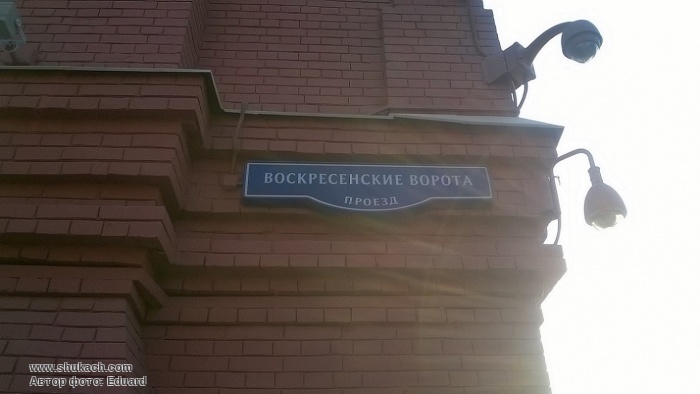 ВОСКРЕСЕНСКИЕ ВОРОТА
ПРОЕЗД
www.shukach.com
Автор фото: Eduard